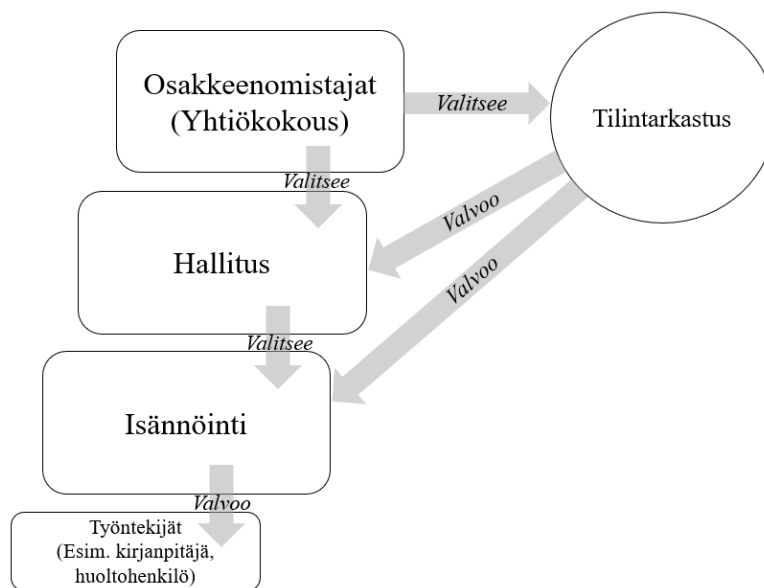 Osakkeenomistajat
(Yhtiökokous)
Valitsee
Tilintarkastus
Valitsee
Valvoo
Hallitus
Valvoo
Valitsee
Isännöinti
Valvoo
Työntekijät
(Esim. kirjanpitäjä,
huoltohenkilö)